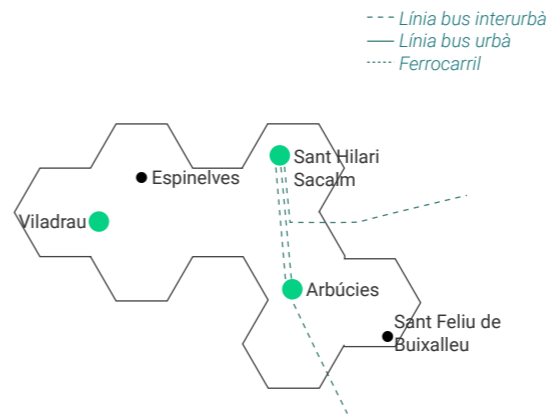 Línia bus interurbà
Línia bus urbà
Ferrocarril
Sant Hilari
Sacalm
Espinelves
Viladrau
Arbúcies
Sant Feliu de
Buixalleu